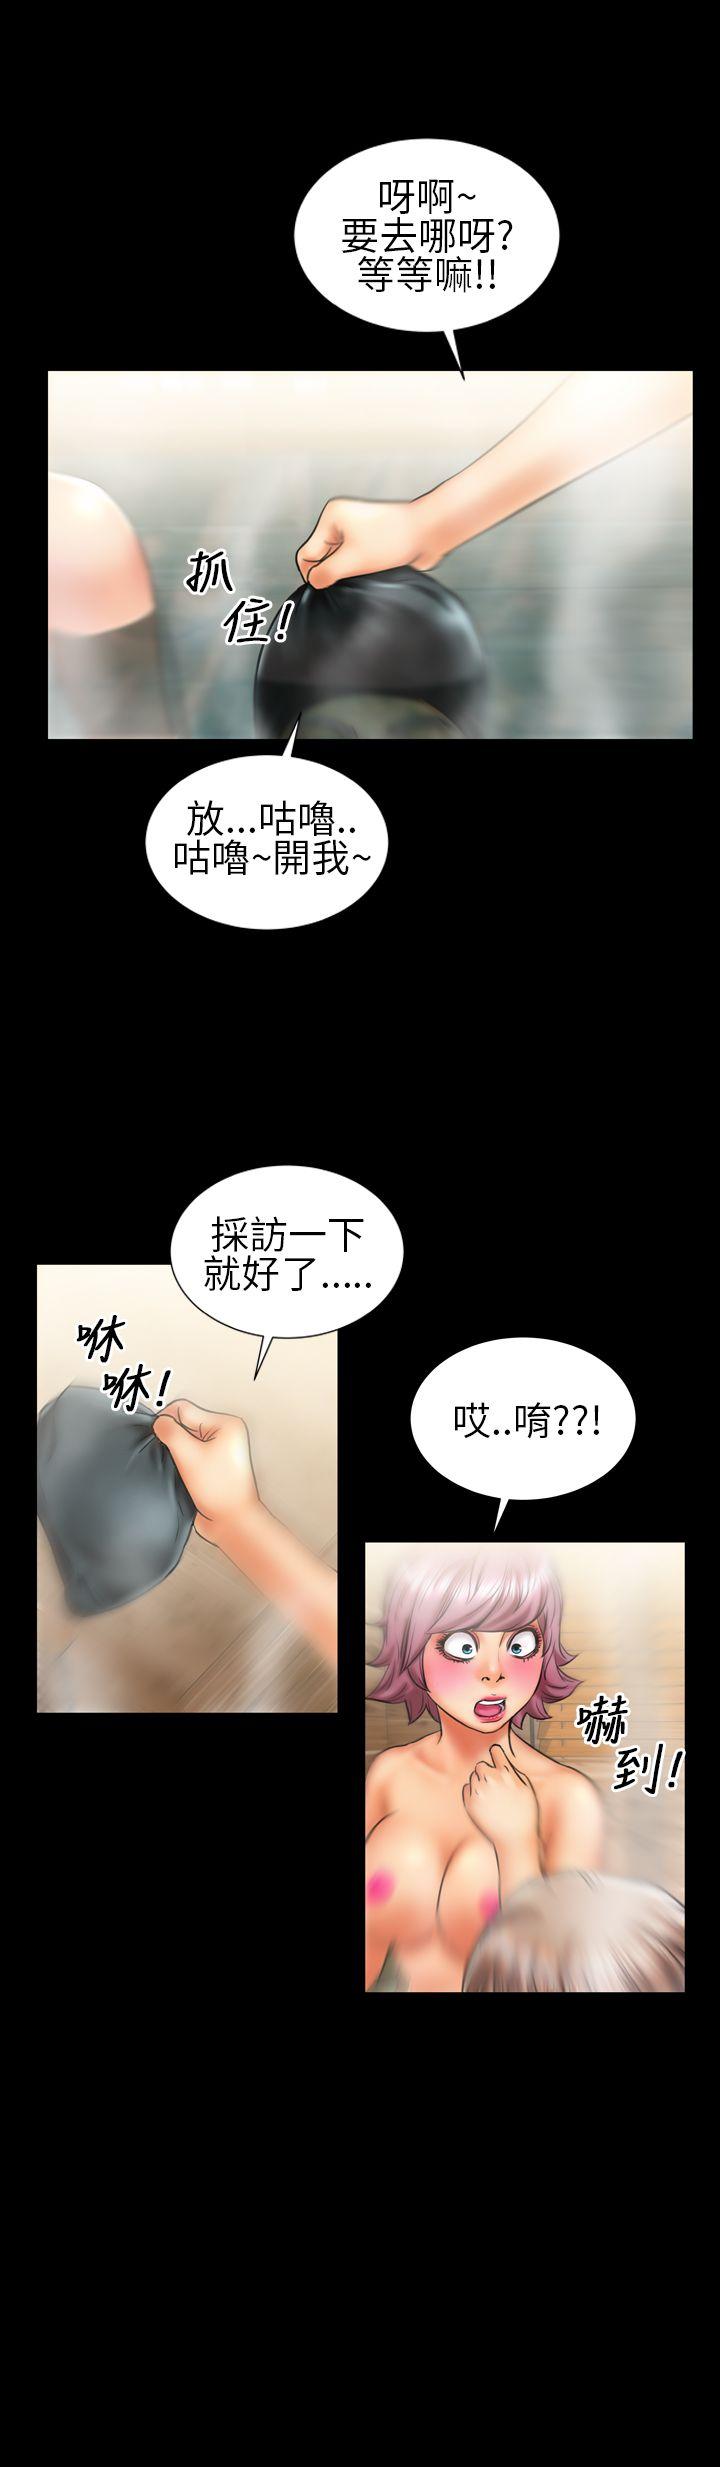 呀啊~
要去哪呀?
等等嘛!!
抓
住!
放...咕嚕..
咕嚕~開我~
採訪一下
就好了.....
咻
咻!
哎..唷??!
嚇
到!